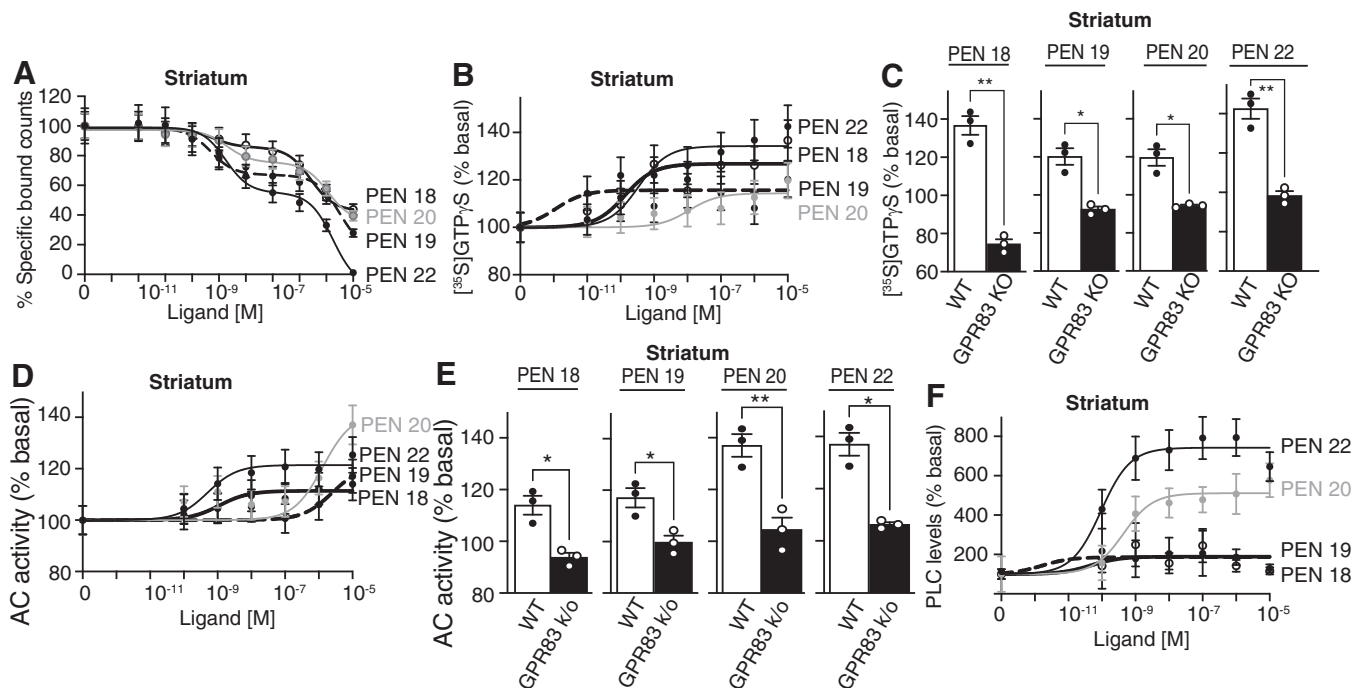 A
Striatum
% Specific bound counts
120
100
80
60
40
20
0
PEN 18
PEN 20
PEN 19
PEN 22
0 10-11 10-9 10-7 10-5
Ligand [M]
B
Striatum
[35S]GTPγS (% basal)
140
120
100
80
PEN 22
PEN 18
PEN 19
PEN 20
0 10-11 10-9 10-7 10-5
Ligand [M]
C
Striatum
PEN 18 PEN 19 PEN 20 PEN 22
[35S]GTPγS (% basal)
140
120
100
80
60
** * * **
WT GPR83 KO WT GPR83 KO WT GPR83 KO WT GPR83 KO
D
Striatum
AC activity (% basal)
140
120
100
80
PEN 20
PEN 22
PEN 19
PEN 18
0 10-11 10-9 10-7 10-5
Ligand [M]
E
Striatum
PEN 18 PEN 19 PEN 20 PEN 22
AC activity (% basal)
140
120
100
80
* * ** *
WT GPR83 k/o WT GPR83 k/o WT GPR83 k/o WT GPR83 k/o
F
Striatum
PLC levels (% basal)
800
600
400
200
PEN 22
PEN 20
PEN 19
PEN 18
0 10-11 10-9 10-7 10-5
Ligand [M]